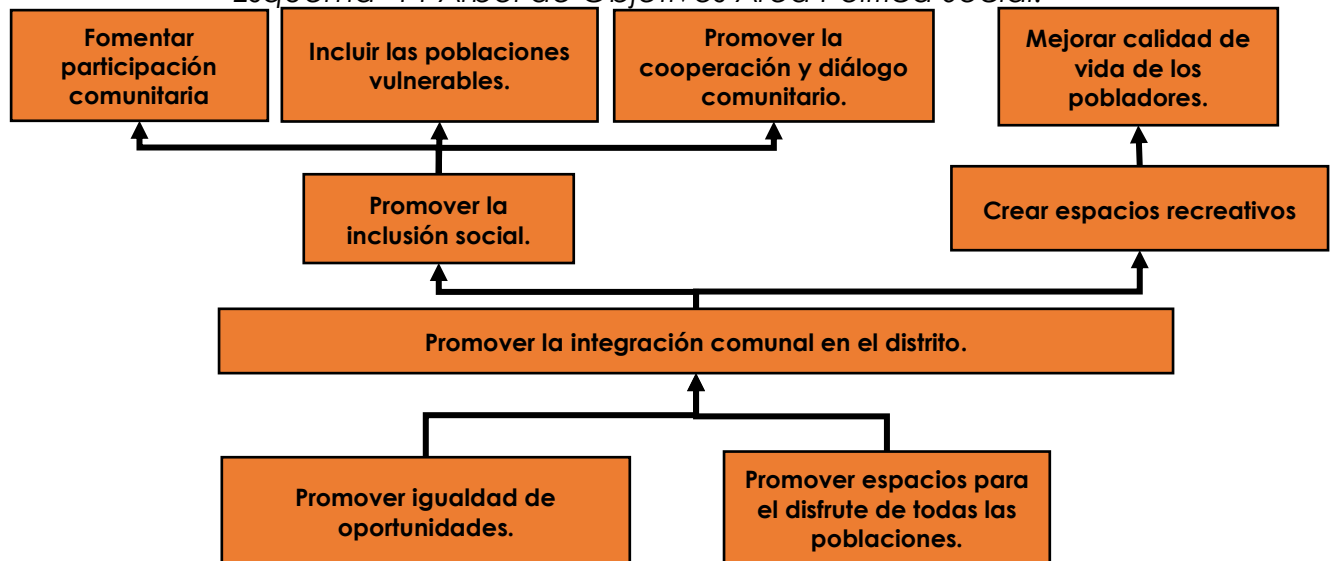 Fomentar
participación
comunitaria
Incluir las poblaciones
vulnerables.
Promover la
cooperación y diálogo
comunitario.
Mejorar calidad de
vida de los
pobladores.
Promover la
inclusión social.
Crear espacios recreativos
Promover la integración comunal en el distrito.
Promover igualdad de
oportunidades.
Promover espacios para
el disfrute de todas las
poblaciones.